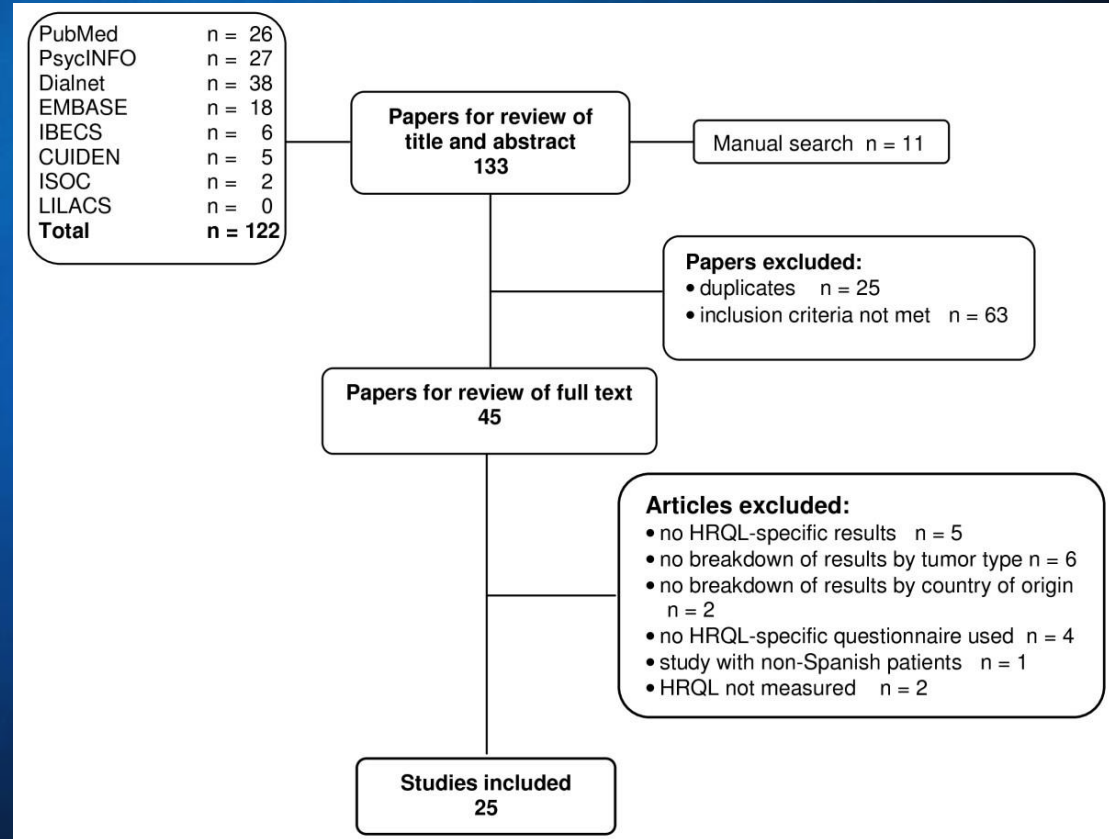 PubMed n = 26
PsycINFO n = 27
Dialnet n = 38
EMBASE n = 18
IBECS n = 6
CUIDEN n = 5
ISOC n = 2
LILACS n = 0
Total n = 122
Papers for review of
title and abstract
133
Manual search n = 11
Papers excluded:
• duplicates n = 25
• inclusion criteria not met n = 63
Papers for review of full text
45
Articles excluded:
• no HRQL-specific results n = 5
• no breakdown of results by tumor type n = 6
• no breakdown of results by country of origin
n = 2
• no HRQL-specific questionnaire used n = 4
• study with non-Spanish patients n = 1
• HRQL not measured n = 2
Studies included
25